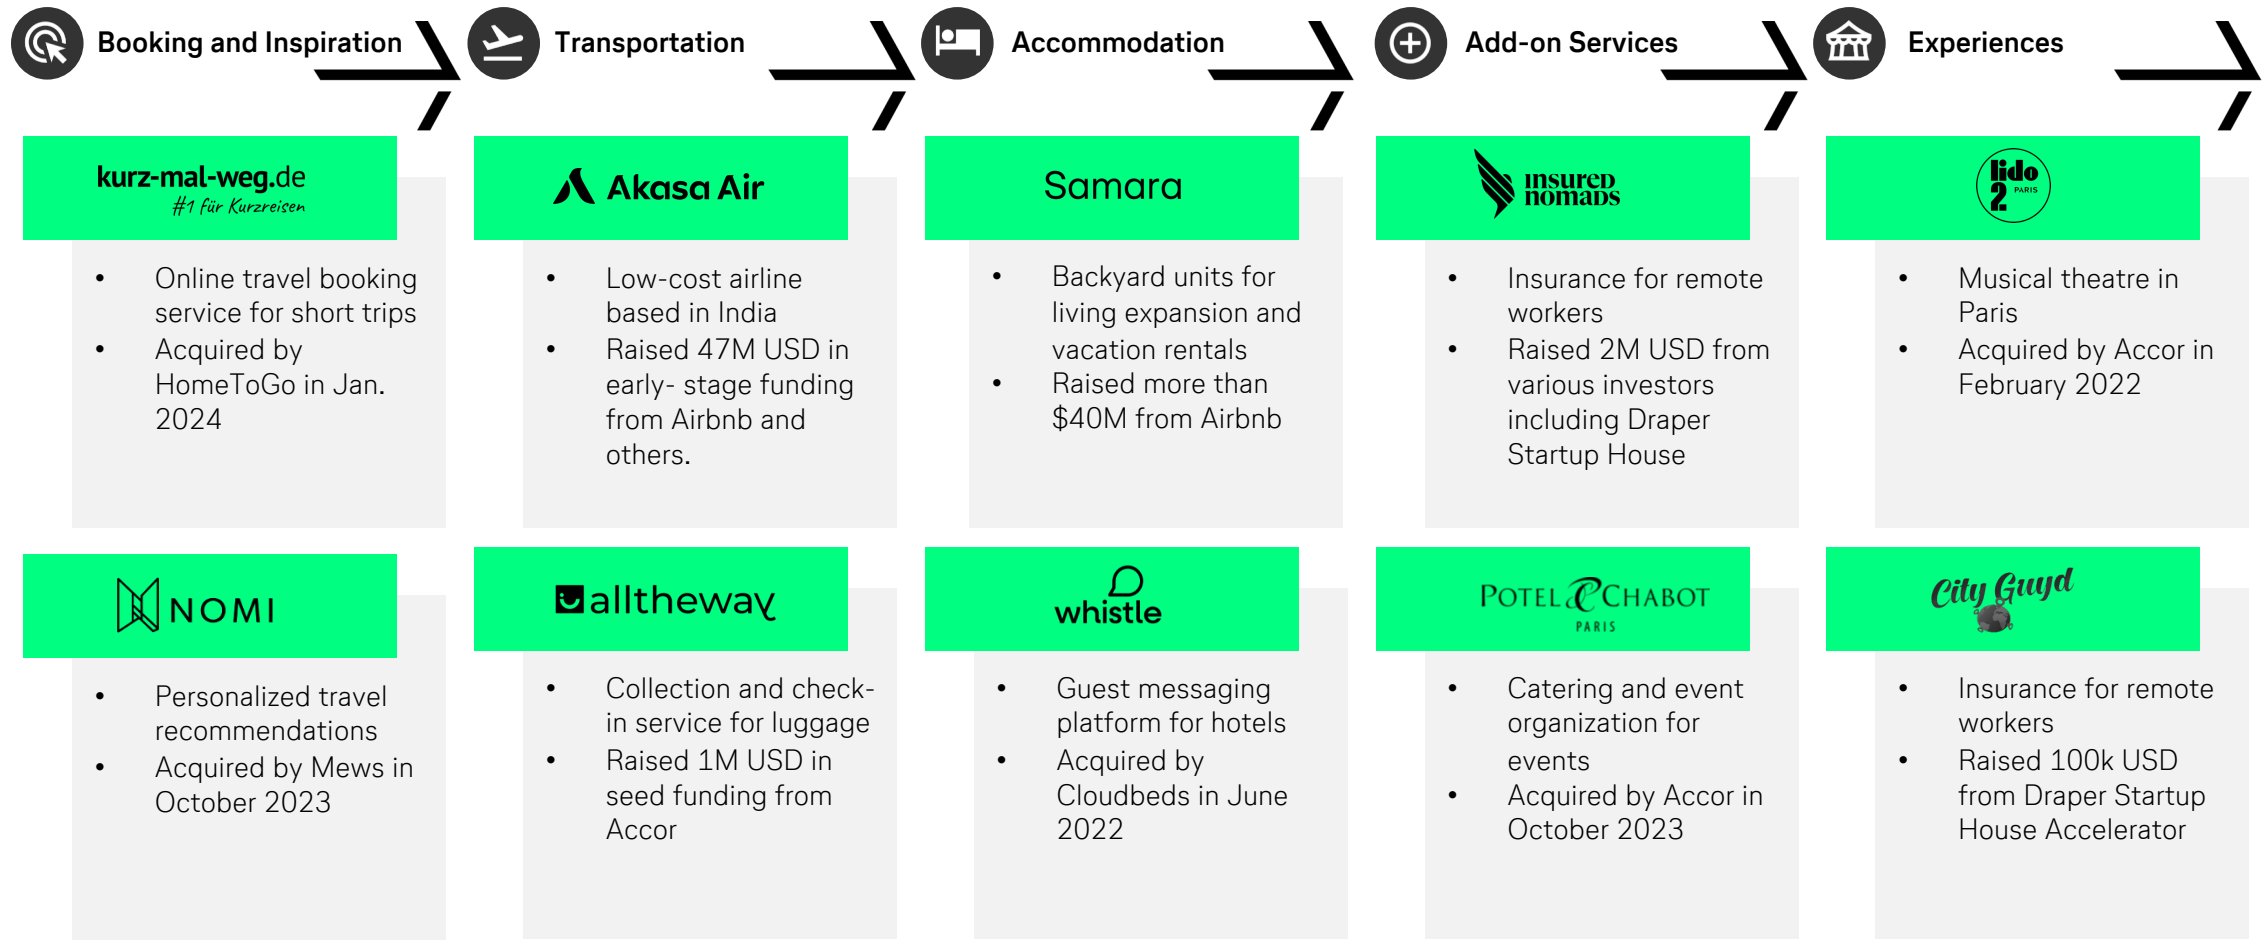 Booking and Inspiration
Transportation
Accommodation
Add-on Services
Experiences
kurz-mal-weg.de
#1 für Kurzreisen
• Online travel booking
service for short trips
• Acquired by
HomeToGo in Jan.
2024
Akasa Air
• Low-cost airline
based in India
• Raised 47M USD in
early- stage funding
from Airbnb and
others.
Samara
• Backyard units for
living expansion and
vacation rentals
• Raised more than
$40M from Airbnb
INSURED
NOMADS
• Insurance for remote
workers
• Raised 2M USD from
various investors
including Draper
Startup House
lido
2 PARIS
• Musical theatre in
Paris
• Acquired by Accor in
February 2022
NOMI
• Personalized travel
recommendations
• Acquired by Mews in
October 2023
alltheway
• Collection and check-
in service for luggage
• Raised 1M USD in
seed funding from
Accor
whistle
• Guest messaging
platform for hotels
• Acquired by
Cloudbeds in June
2022
POTEL & CHABOT
PARIS
• Catering and event
organization for
events
• Acquired by Accor in
October 2023
City Guyd
• Insurance for remote
workers
• Raised 100k USD
from Draper Startup
House Accelerator